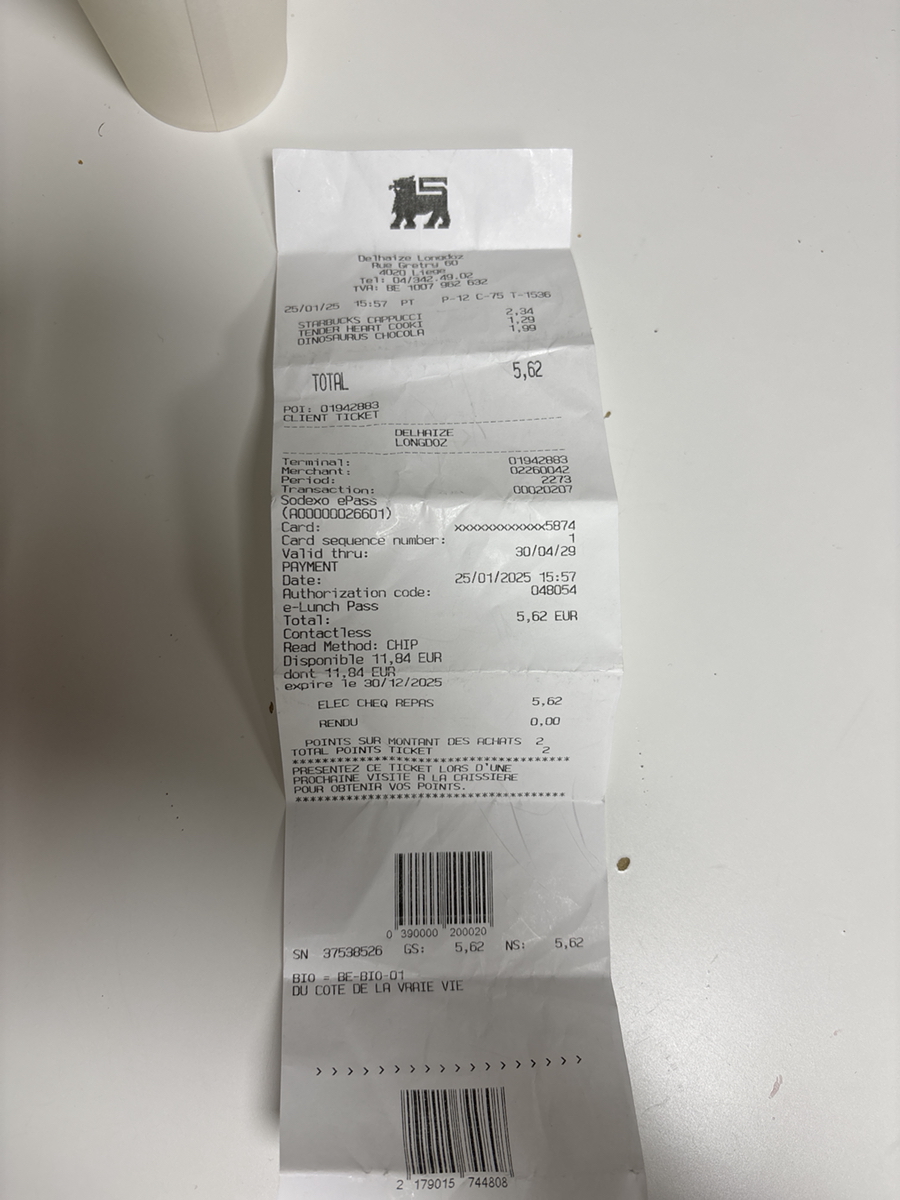 Delhaize Longdoz
Rue Gretry 60
4020 Liege
Tel: 04/342.49.02
TVA: BE 1007 962 632
25/01/25 15:57 PT P-12 C-75 T-1536
STARBUCKS CAPPUCCI 2,34
TENDER HEART COOKI 1,29
DINOSAURUS CHOCOLA 1,99
TOTAL 5,62
POI: 01942883
CLIENT TICKET
DELHAIZE
LONGDOZ
Terminal: 01942883
Merchant: 02260042
Period: 2273
Transaction: 00020207
Sodexo ePass
(A00000026601)
Card: xxxxxxxxxxxxx5874
Card sequence number: 1
Valid thru: 30/04/29
PAYMENT
Date: 25/01/2025 15:57
Authorization code: 048054
e-Lunch Pass
Total: 5,62 EUR
Contactless
Read Method: CHIP
Disponible 11,84 EUR
dont 11,84 EUR
expire le 30/12/2025
ELEC CHEQ REPAS 5,62
RENDU 0,00
POINTS SUR MONTANT DES ACHATS 2
TOTAL POINTS TICKET 2
****************************************
PRESENTEZ CE TICKET LORS D'UNE
PROCHAINE VISITE A LA CAISSIERE
POUR OBTENIR VOS POINTS.
****************************************
0 390000 200020
SN 37538526 GS: 5,62 NS: 5,62
BIO = BE-BIO-01
DU COTE DE LA VRAIE VIE
> > > > > > > > > > > > > > > > > >
2 179015 744808